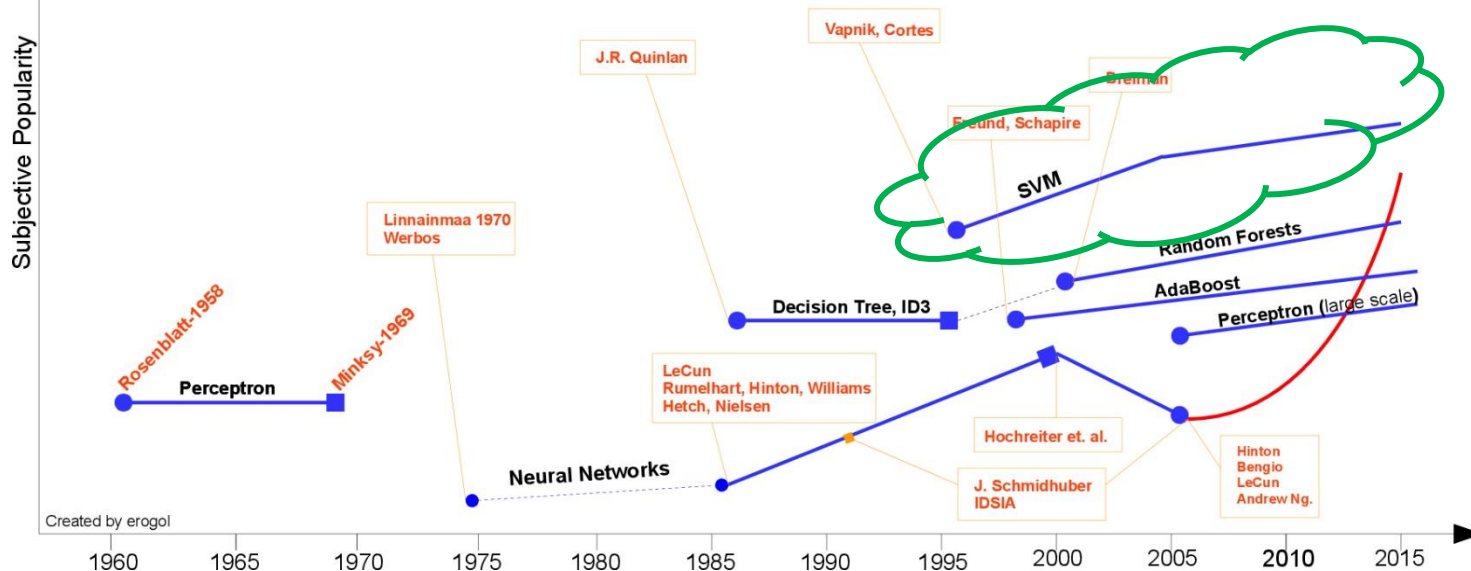 Subjective Popularity
Vapnik, Cortes
J.R. Quinlan
Breiman
Freund, Schapire
SVM
Linnainmaa 1970
Werbos
Random Forests
AdaBoost
Decision Tree, ID3
Perceptron (large scale)
Rosenblatt-1958
Minksy-1969
Perceptron
LeCun
Rumelhart, Hinton, Williams
Hetch, Nielsen
Hochreiter et. al.
Neural Networks
J. Schmidhuber
IDSIA
Hinton
Bengio
LeCun
Andrew Ng.
Created by erogol
1960 1965 1970 1975 1980 1985 1990 1995 2000 2005 2010 2015